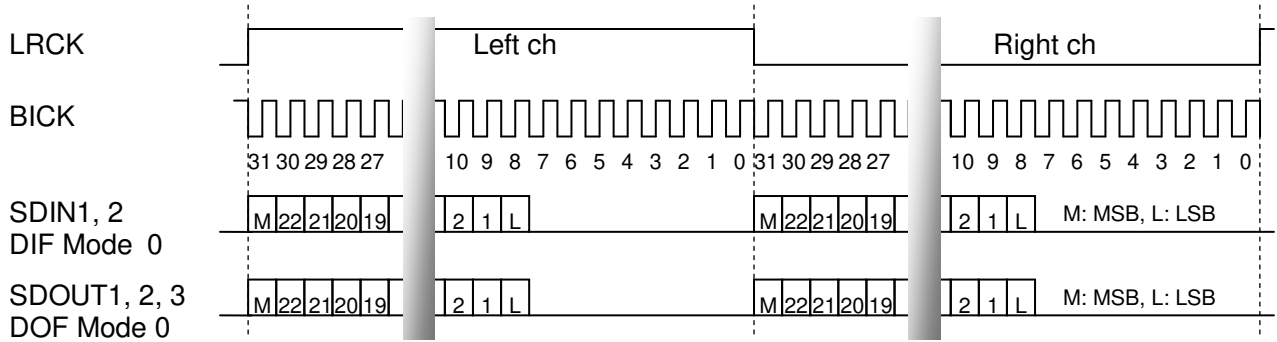 LRCK Left ch Right ch
BICK
31 30 29 28 27 10 9 8 7 6 5 4 3 2 1 0 31 30 29 28 27 10 9 8 7 6 5 4 3 2 1 0
SDIN1, 2 M 22 21 20 19 2 1 L M 22 21 20 19 2 1 L M: MSB, L: LSB
DIF Mode 0
SDOUT1, 2, 3 M 22 21 20 19 2 1 L M 22 21 20 19 2 1 L M: MSB, L: LSB
DOF Mode 0